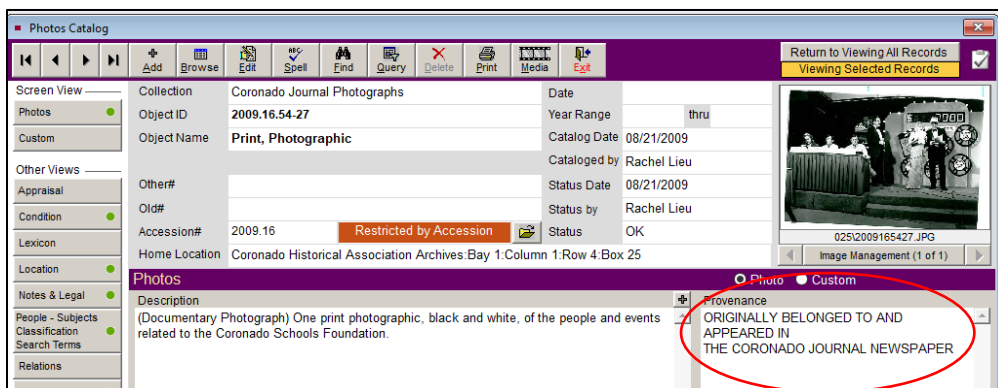 Photos Catalog
Add Browse Edit Spell Find Query Delete Print Media Exit
ABC
Return to Viewing All Records
Viewing Selected Records
Screen View
Photos
Custom
Other Views
Appraisal
Condition
Lexicon
Location
Notes & Legal
People - Subjects
Classification
Search Terms
Relations
Collection Coronado Journal Photographs
Object ID 2009.16.54-27
Object Name Print, Photographic
Other#
Old#
Accession# 2009.16 Restricted by Accession
Home Location Coronado Historical Association Archives:Bay 1:Column 1:Row 4:Box 25
Date
Year Range thru
Catalog Date 08/21/2009
Cataloged by Rachel Lieu
Status Date 08/21/2009
Status by Rachel Lieu
Status OK
025\2009165427.JPG
Image Management (1 of 1)
Photos
Photo Custom
Description
(Documentary Photograph) One print photographic, black and white, of the people and events
related to the Coronado Schools Foundation.
Provenance
ORIGINALLY BELONGED TO AND
APPEARED IN
THE CORONADO JOURNAL NEWSPAPER